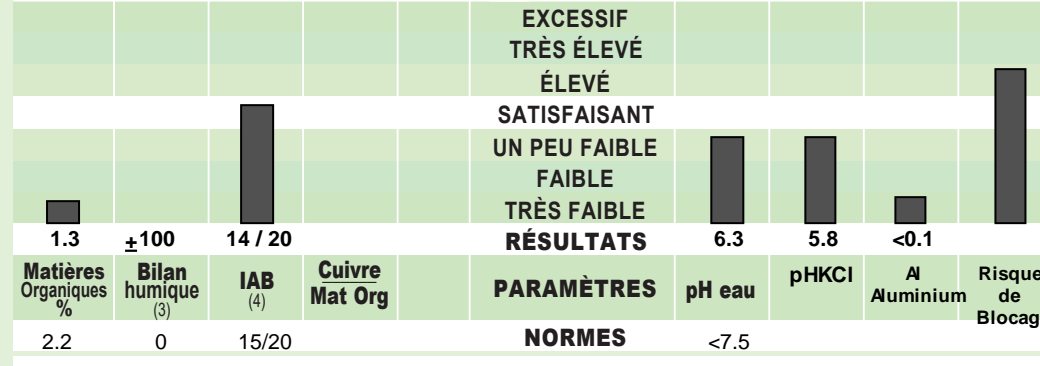 EXCESSIF
TRÈS ÉLEVÉ
ÉLEVÉ
SATISFAISANT
UN PEU FAIBLE
FAIBLE
TRÈS FAIBLE
1.3 ±100 14 / 20 RÉSULTATS 6.3 5.8 <0.1
Matières
Organiques
%
Bilan
humique
(3)
IAB
(4)
Cuivre
Mat Org
PARAMÈTRES
pH eau
pHKCl
Al
Aluminium
Risque
de
Blocag
2.2 0 15/20 NORMES <7.5